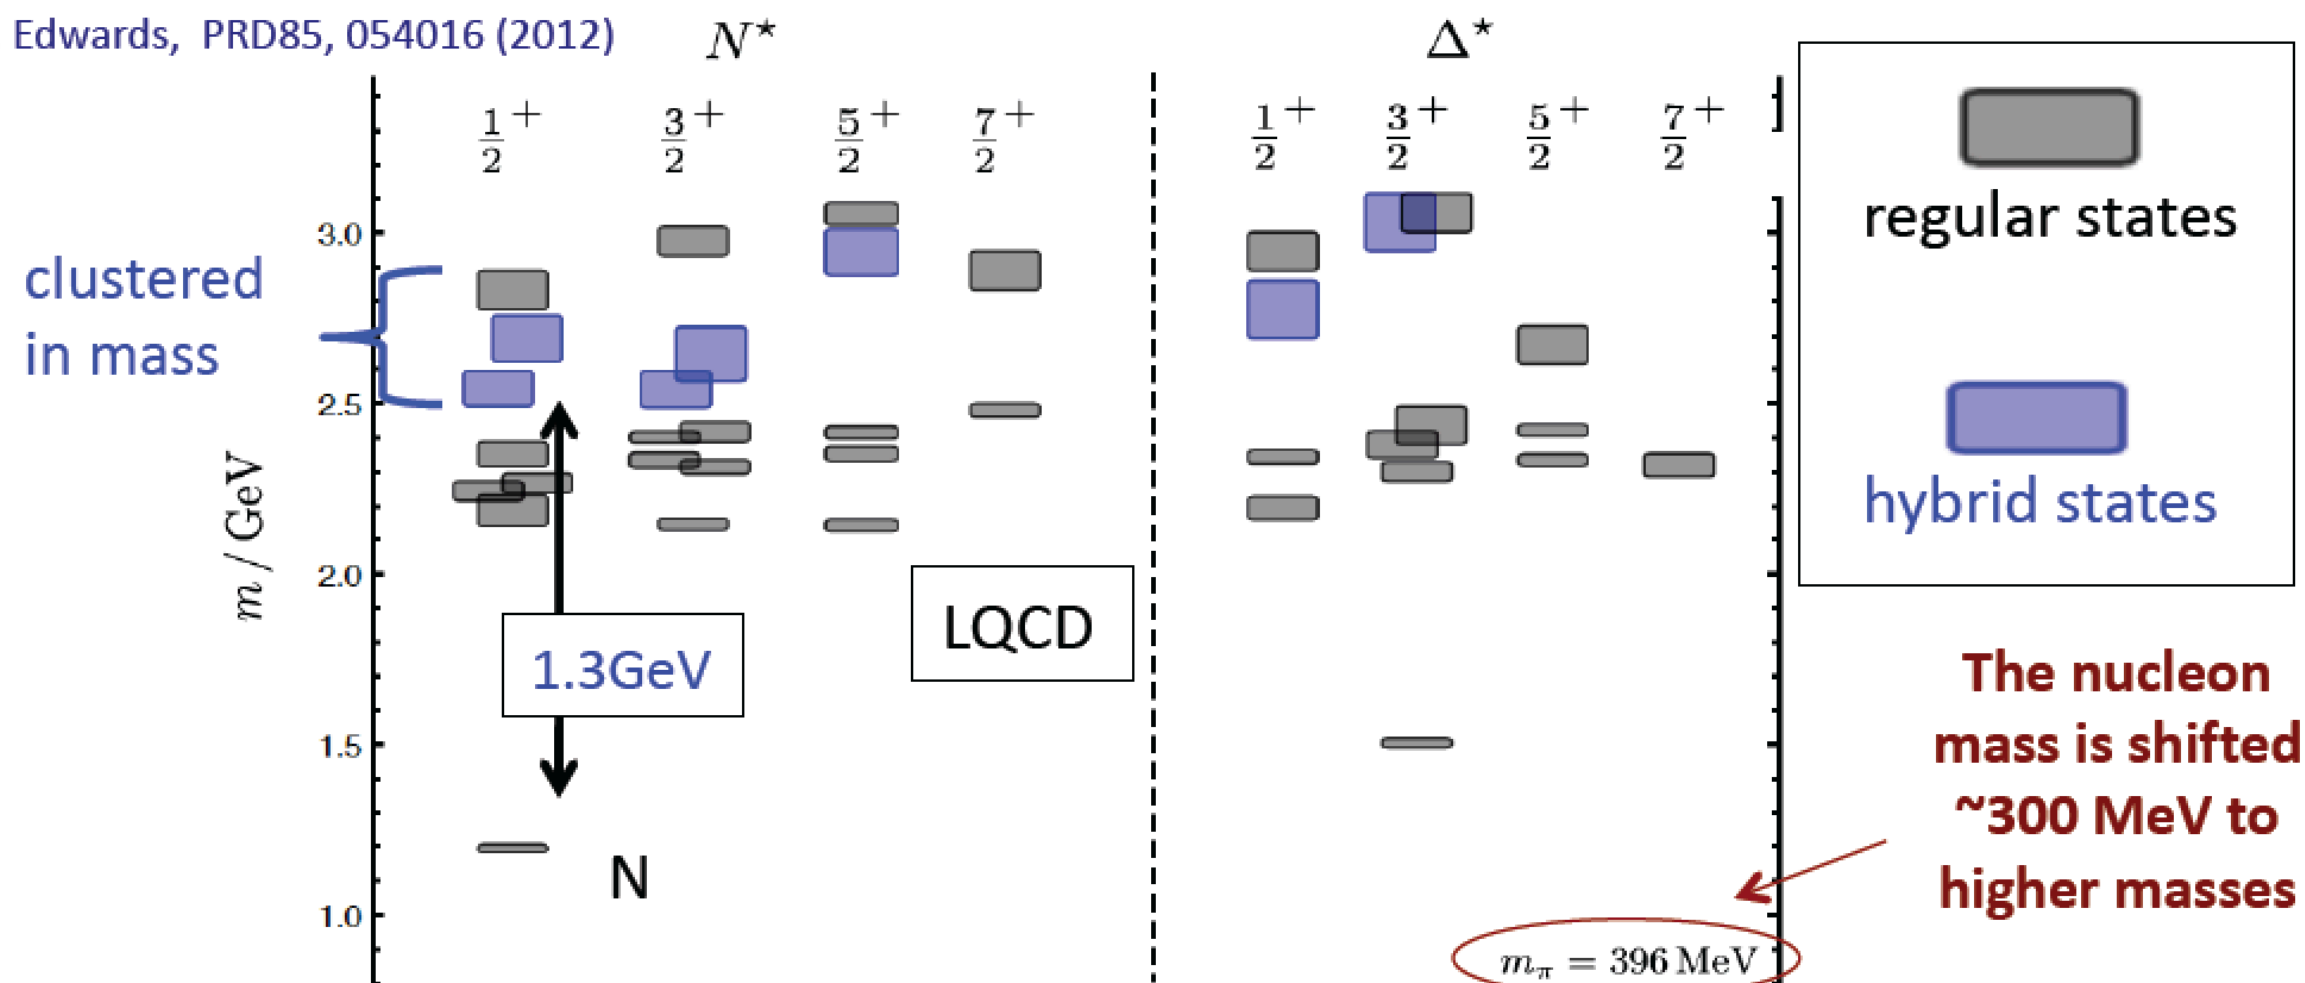 Edwards, PRD85, 054016 (2012)
N⋆
Δ⋆
1/2+
3/2+
5/2+
7/2+
1/2+
3/2+
5/2+
7/2+
regular states
hybrid states
clustered
in mass
3.0
2.5
2.0
1.5
1.0
m / GeV
1.3GeV
LQCD
N
The nucleon
mass is shifted
~300 MeV to
higher masses
mπ = 396 MeV